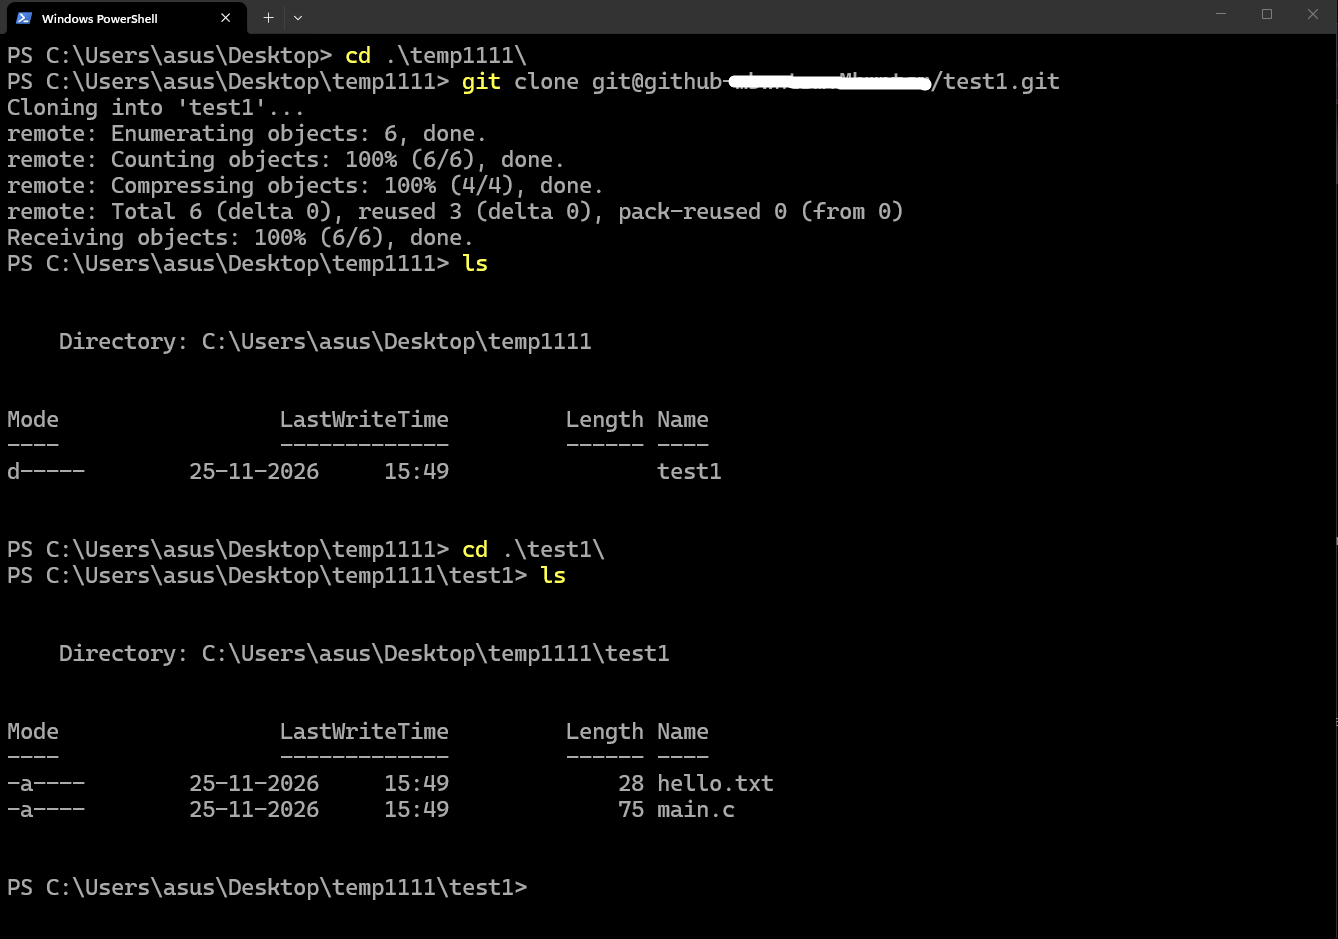 Windows PowerShell
PS C:\Users\asus\Desktop> cd .\temp1111\
PS C:\Users\asus\Desktop\temp1111> git clone git@github- /test1.git
Cloning into 'test1'...
remote: Enumerating objects: 6, done.
remote: Counting objects: 100% (6/6), done.
remote: Compressing objects: 100% (4/4), done.
remote: Total 6 (delta 0), reused 3 (delta 0), pack-reused 0 (from 0)
Receiving objects: 100% (6/6), done.
PS C:\Users\asus\Desktop\temp1111> ls
Directory: C:\Users\asus\Desktop\temp1111
Mode LastWriteTime Length Name
---- ------------- ------ ----
d----- 25-11-2026 15:49 test1
PS C:\Users\asus\Desktop\temp1111> cd .\test1\
PS C:\Users\asus\Desktop\temp1111\test1> ls
Directory: C:\Users\asus\Desktop\temp1111\test1
Mode LastWriteTime Length Name
---- ------------- ------ ----
-a---- 25-11-2026 15:49 28 hello.txt
-a---- 25-11-2026 15:49 75 main.c
PS C:\Users\asus\Desktop\temp1111\test1>